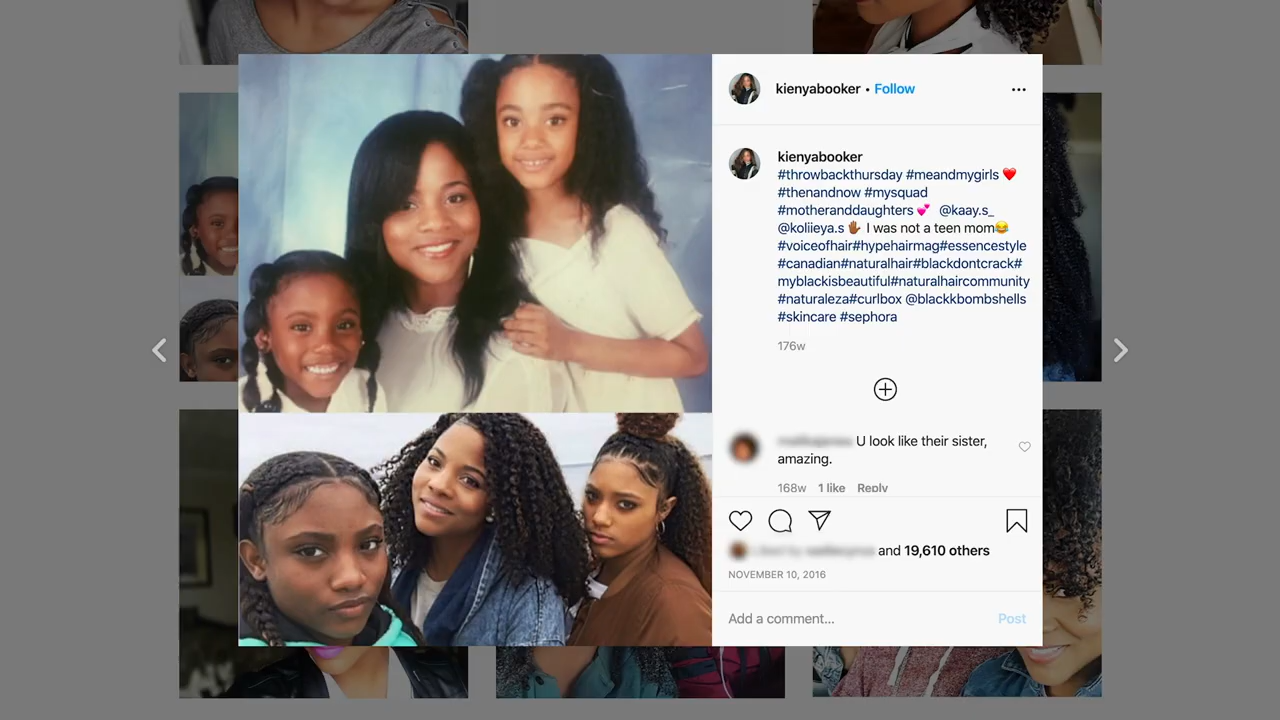 kienyabooker • Follow
kienyabooker
#throwbackthursday #meandmygirls ❤️
#thenandnow #mysquad
#motheranddaughters 💕 @kaay.s_
@koliieya.s ✋🏾 I was not a teen mom😂
#voiceofhair#hypehairmag#essencestyle
#canadian#naturalhair#blackdontcrack#
myblackisbeautiful#naturalhaircommunity
#naturaleza#curlbox @blackkbombshells
#skincare #sephora
176w
U look like their sister,
amazing.
168w 1 like Reply
and 19,610 others
NOVEMBER 10, 2016
Add a comment... Post